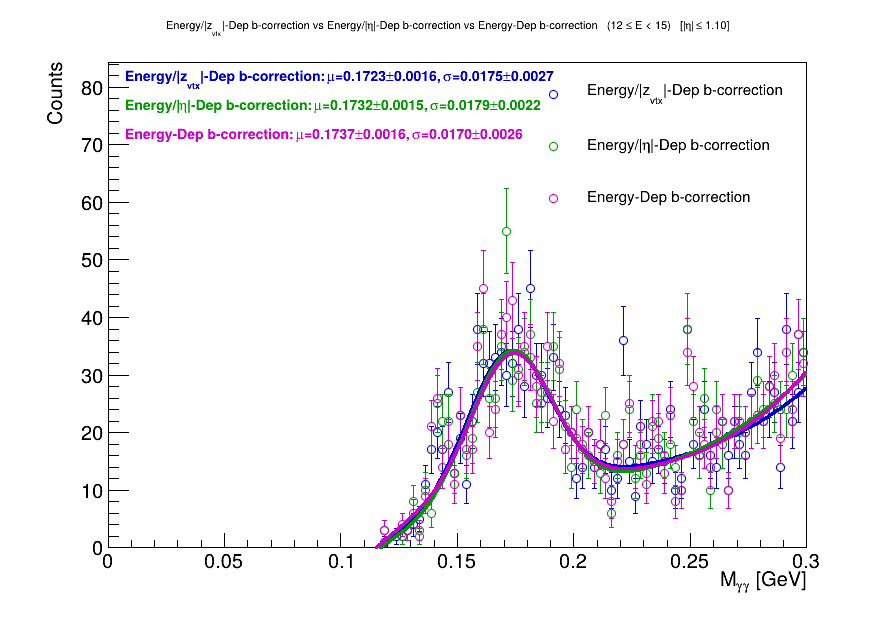 Energy/|z_vtx|-Dep b-correction vs Energy/|η|-Dep b-correction vs Energy-Dep b-correction (12 ≤ E < 15) [|η| ≤ 1.10]
Counts
Energy/|z_vtx|-Dep b-correction: μ=0.1723±0.0016, σ=0.0175±0.0027
Energy/|η|-Dep b-correction: μ=0.1732±0.0015, σ=0.0179±0.0022
Energy-Dep b-correction: μ=0.1737±0.0016, σ=0.0170±0.0026
Energy/|z_vtx|-Dep b-correction
Energy/|η|-Dep b-correction
Energy-Dep b-correction
80
70
60
50
40
30
20
10
0
0 0.05 0.1 0.15 0.2 0.25 0.3
M_γγ [GeV]